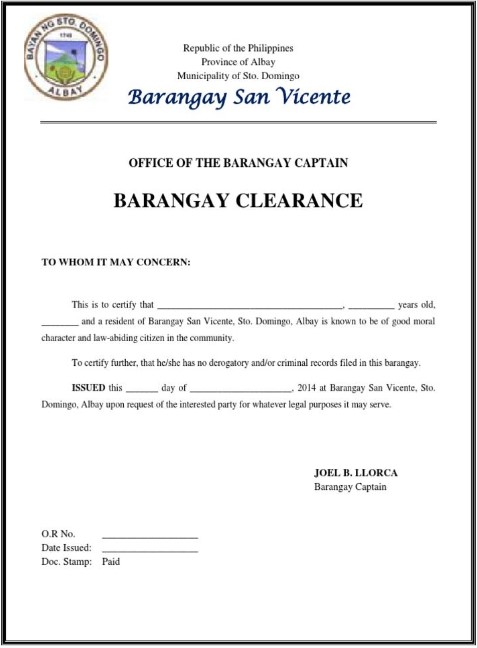 BAYAN NG STO. DOMINGO
1749
ALBAY
Republic of the Philippines
Province of Albay
Municipality of Sto. Domingo
Barangay San Vicente
OFFICE OF THE BARANGAY CAPTAIN
BARANGAY CLEARANCE
TO WHOM IT MAY CONCERN:
This is to certify that ______________________________________, __________ years old,
________ and a resident of Barangay San Vicente, Sto. Domingo, Albay is known to be of good moral
character and law-abiding citizen in the community.
To certify further, that he/she has no derogatory and/or criminal records filed in this barangay.
ISSUED this _______ day of _____________________, 2014 at Barangay San Vicente, Sto.
Domingo, Albay upon request of the interested party for whatever legal purposes it may serve.
JOEL B. LLORCA
Barangay Captain
O.R No. ____________________
Date Issued: ____________________
Doc. Stamp: Paid